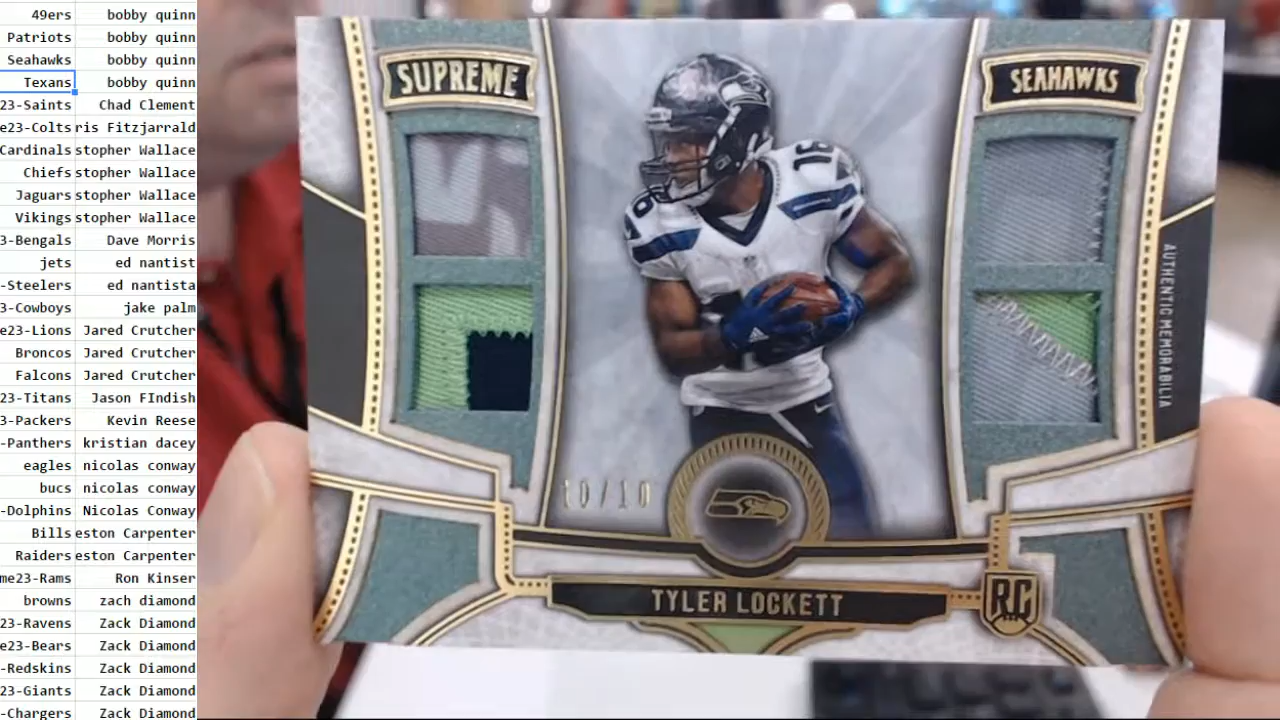 49ers bobby quinn
Patriots bobby quinn
Seahawks bobby quinn
Texans bobby quinn
23-Saints Chad Clement
e23-Colts ris Fitzjarrald
Cardinals stopher Wallace
Chiefs stopher Wallace
Jaguars stopher Wallace
Vikings stopher Wallace
3-Bengals Dave Morris
jets ed nantist
-Steelers ed nantista
3-Cowboys jake palm
e23-Lions Jared Crutcher
Broncos Jared Crutcher
Falcons Jared Crutcher
23-Titans Jason FIndish
3-Packers Kevin Reese
-Panthers kristian dacey
eagles nicolas conway
bucs nicolas conway
-Dolphins Nicolas Conway
Bills eston Carpenter
Raiders eston Carpenter
me23-Rams Ron Kinser
browns zach diamond
23-Ravens Zack Diamond
e23-Bears Zack Diamond
-Redskins Zack Diamond
23-Giants Zack Diamond
-Chargers Zack Diamond
SUPREME
SEAHAWKS
16
16
AUTHENTIC MEMORABILIA
10/10
TYLER LOCKETT
RC